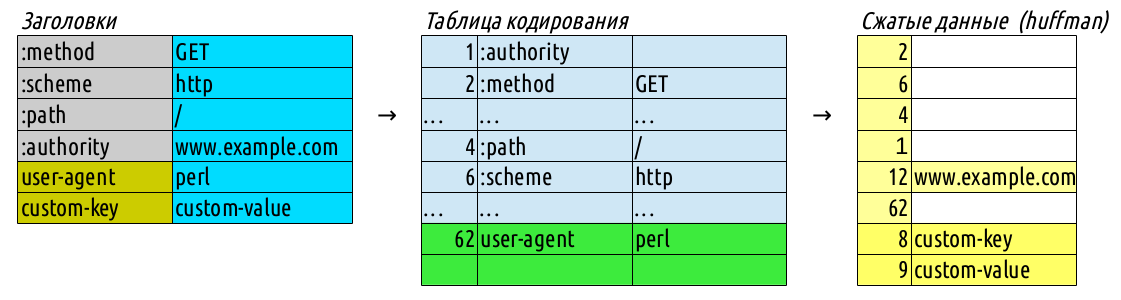 Заголовки
:method GET
:scheme http
:path /
:authority www.example.com
user-agent perl
custom-key custom-value
→
Таблица кодирования
1 :authority
2 :method GET
... ... ...
4 :path /
6 :scheme http
... ... ...
62 user-agent perl
→
Сжатые данные (huffman)
2
6
4
1
12 www.example.com
62
8 custom-key
9 custom-value